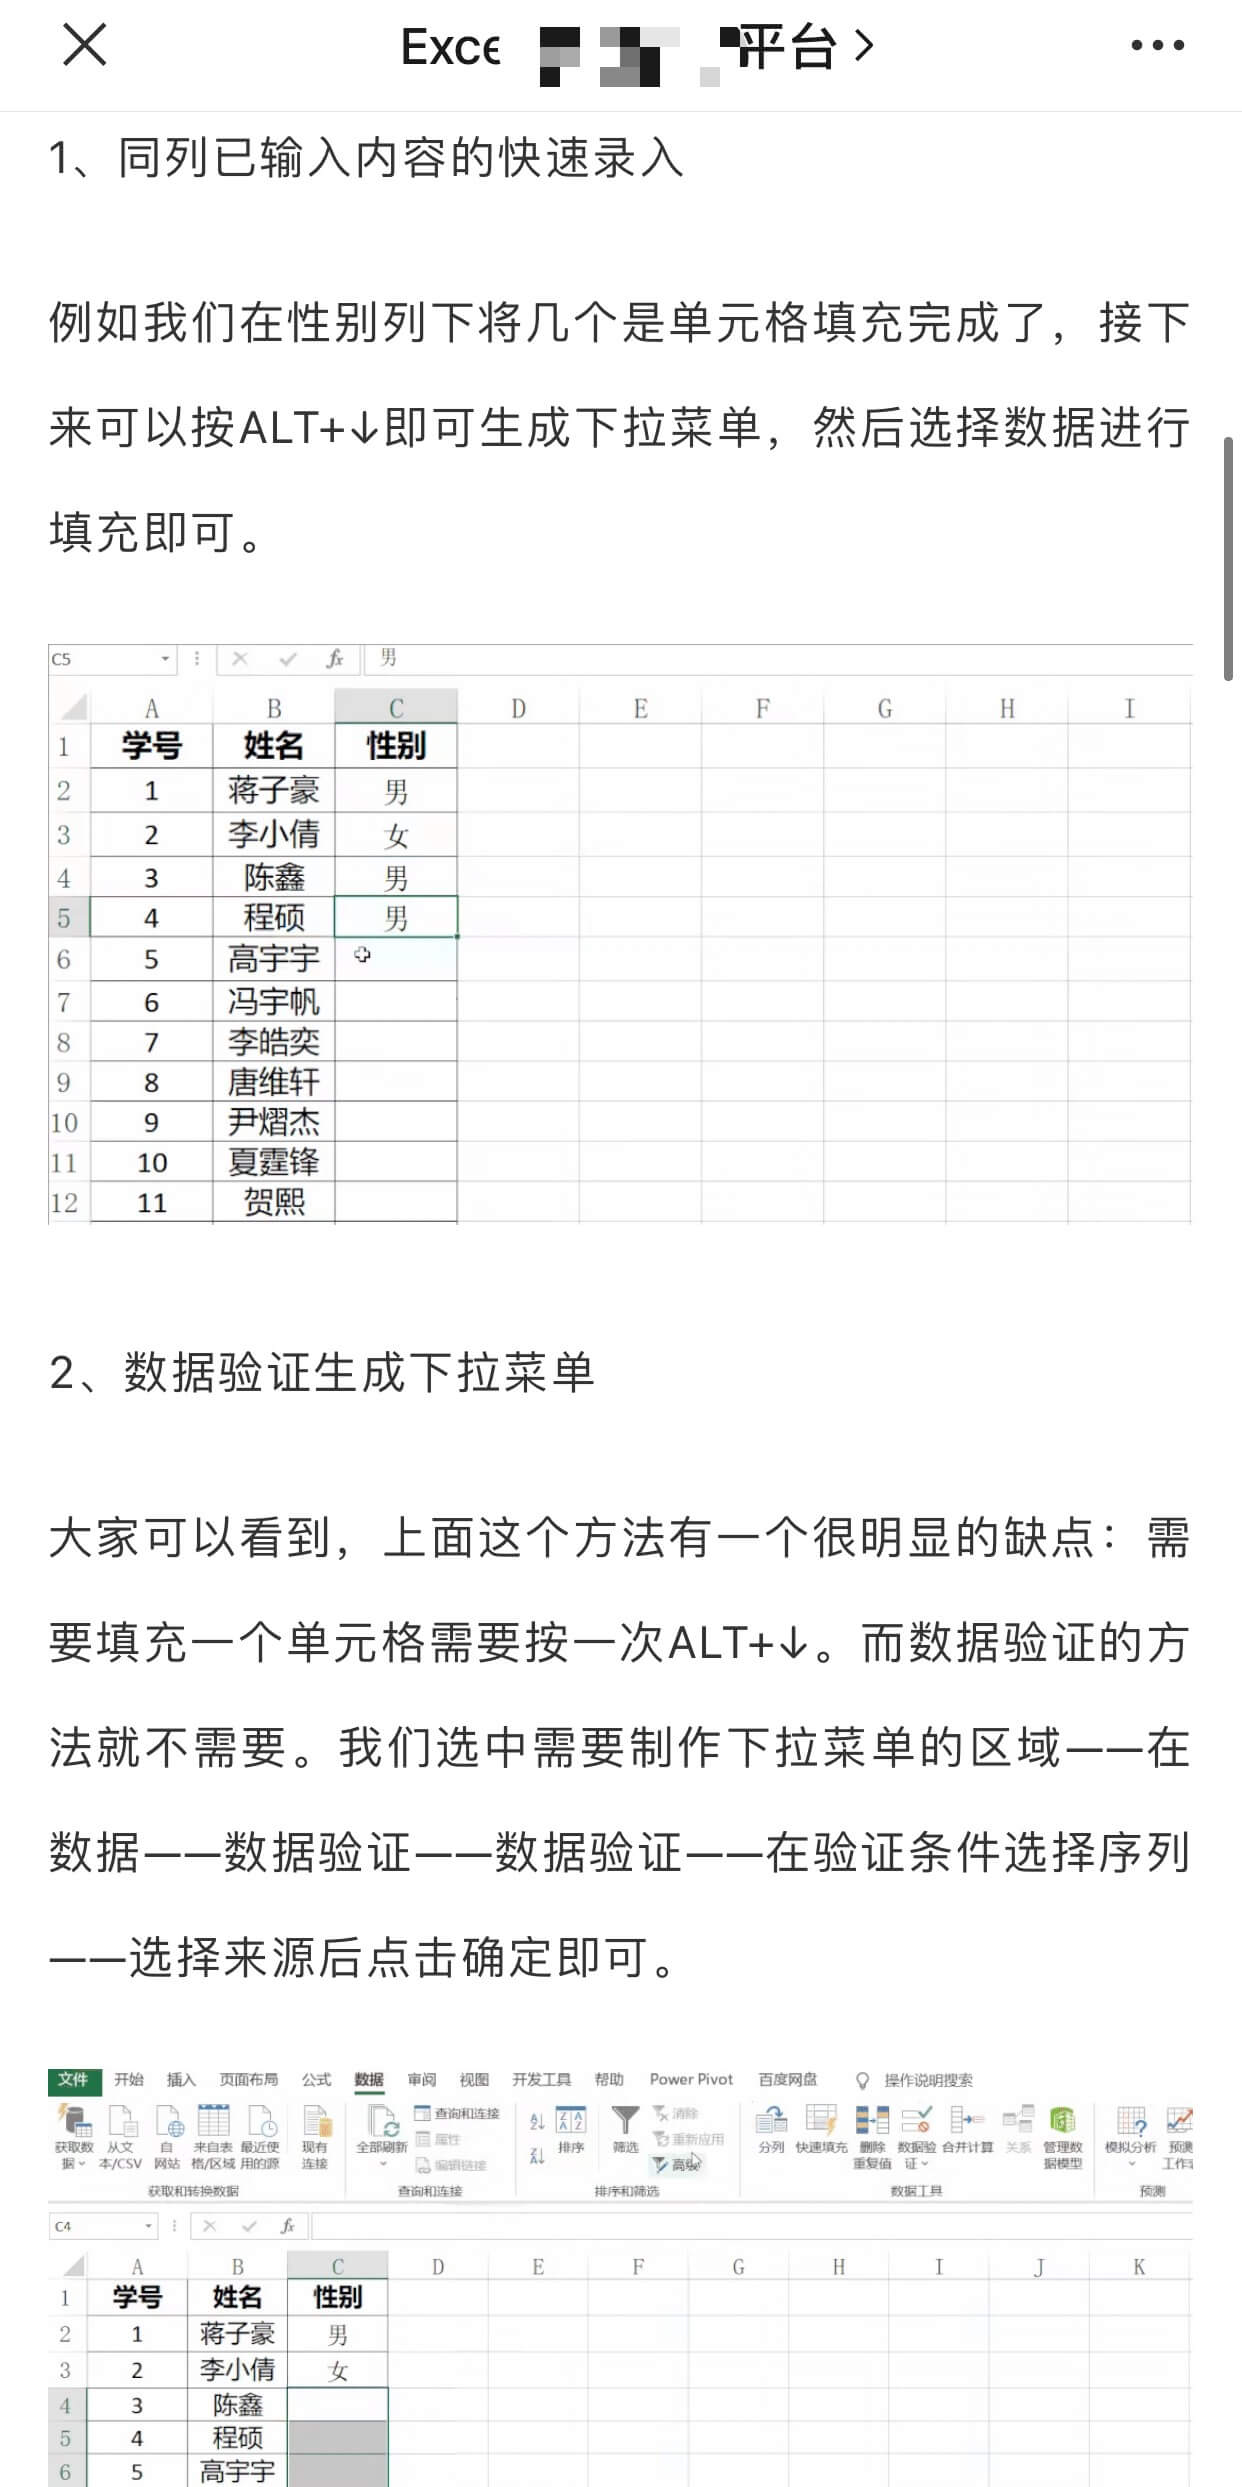 Exce 平台
1、同列已输入内容的快速录入
例如我们在性别列下将几个是单元格填充完成了，接下
来可以按ALT+↓即可生成下拉菜单，然后选择数据进行
填充即可。
C5 fx 男
A B C D E F G H I
1 学号 姓名 性别
2 1 蒋子豪 男
3 2 李小倩 女
4 3 陈鑫 男
5 4 程硕 男
6 5 高宇宇
7 6 冯宇帆
8 7 李皓奕
9 8 唐维轩
10 9 尹熠杰
11 10 夏霆锋
12 11 贺熙
2、数据验证生成下拉菜单
大家可以看到，上面这个方法有一个很明显的缺点：需
要填充一个单元格需要按一次ALT+↓。而数据验证的方
法就不需要。我们选中需要制作下拉菜单的区域——在
数据——数据验证——数据验证——在验证条件选择序列
——选择来源后点击确定即可。
文件 开始 插入 页面布局 公式 数据 审阅 视图 开发工具 帮助 Power Pivot 百度网盘 操作说明搜索
查询和连接 清除
属性 重新应用
编辑链接 高级
获取数 从文 自 来自表 最近使 现有 全部刷新 排序 筛选 分列 快速填充 删除 数据验 合并计算 关系 管理数 模拟分析 预测
据 本/CSV 网站 格/区域 用的源 连接 重复值 证 据模型 工作
获取和转换数据 查询和连接 排序和筛选 数据工具 预测
C4 fx
A B C D E F G H I J K
1 学号 姓名 性别
2 1 蒋子豪 男
3 2 李小倩 女
4 3 陈鑫
5 4 程硕
6 5 高宇宇